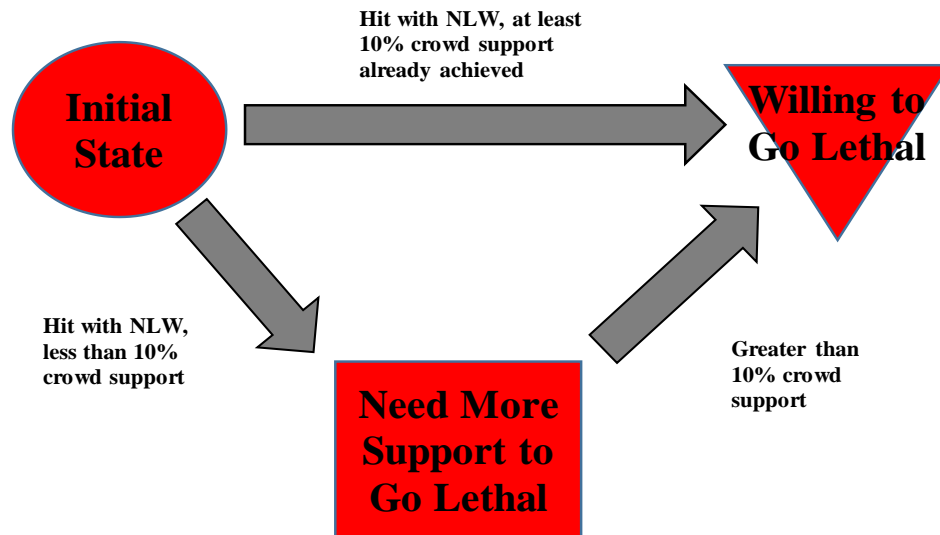 Hit with NLW, at least
10% crowd support
already achieved
Initial
State
Willing to
Go Lethal
Hit with NLW,
less than 10%
crowd support
Greater than
10% crowd
support
Need More
Support to
Go Lethal